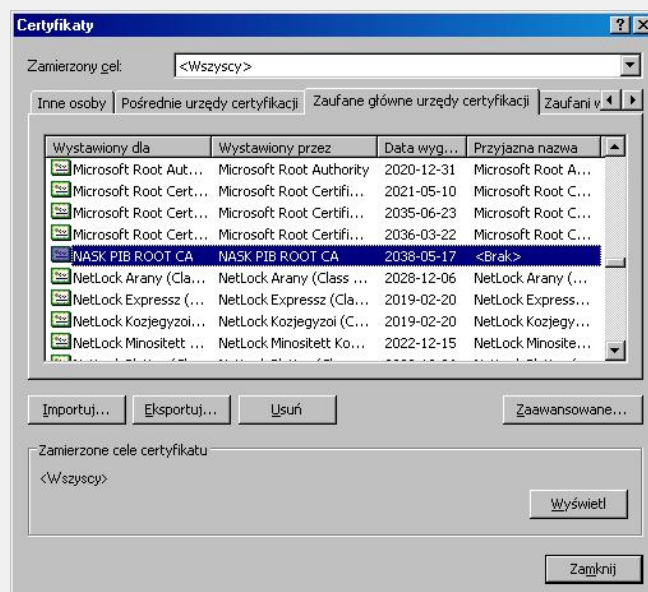 Certyfikaty
Zamierzony cel: <Wszyscy>
Inne osoby Pośrednie urzędy certyfikacji Zaufane główne urzędy certyfikacji Zaufani
Wystawiony dla Wystawiony przez Data wyg... Przyjazna nazwa
Microsoft Root Aut... Microsoft Root Authority 2020-12-31 Microsoft Root A...
Microsoft Root Cert... Microsoft Root Certifi... 2021-05-10 Microsoft Root C...
Microsoft Root Cert... Microsoft Root Certifi... 2035-06-23 Microsoft Root C...
Microsoft Root Cert... Microsoft Root Certifi... 2036-03-22 Microsoft Root C...
NASK PIB ROOT CA NASK PIB ROOT CA 2038-05-17 <Brak>
NetLock Arany (Cla... NetLock Arany (Class ... 2028-12-06 NetLock Arany (...
NetLock Expressz (... NetLock Expressz (Cla... 2019-02-20 NetLock Express...
NetLock Kozjegyzoi... NetLock Kozjegyzoi (C... 2019-02-20 NetLock Kozjegy...
NetLock Minositett ... NetLock Minositett Ko... 2022-12-15 NetLock Minosite...
Importuj... Eksportuj... Usuń Zaawansowane...
Zamierzone cele certyfikatu
<Wszyscy>
Wyświetl
Zamknij